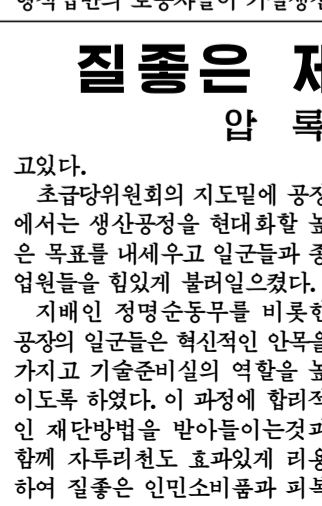 질좋은
압 록
고있다.
초급당위원회의 지도밑에 공장
에서는 생산공정을 현대화할 높
은 목표를 내세우고 일군들과 종
업원들을 힘있게 불러일으켰다.
지배인 정명순동무를 비롯한
공장의 일군들은 혁신적인 안목을
가지고 기술준비실의 역할을 높
이도록 하였다. 이 과정에 합리적
인 재단방법을 받아들이는것과
함께 자투리천도 효과있게 리용
하여 질좋은 인민소비품과 피복